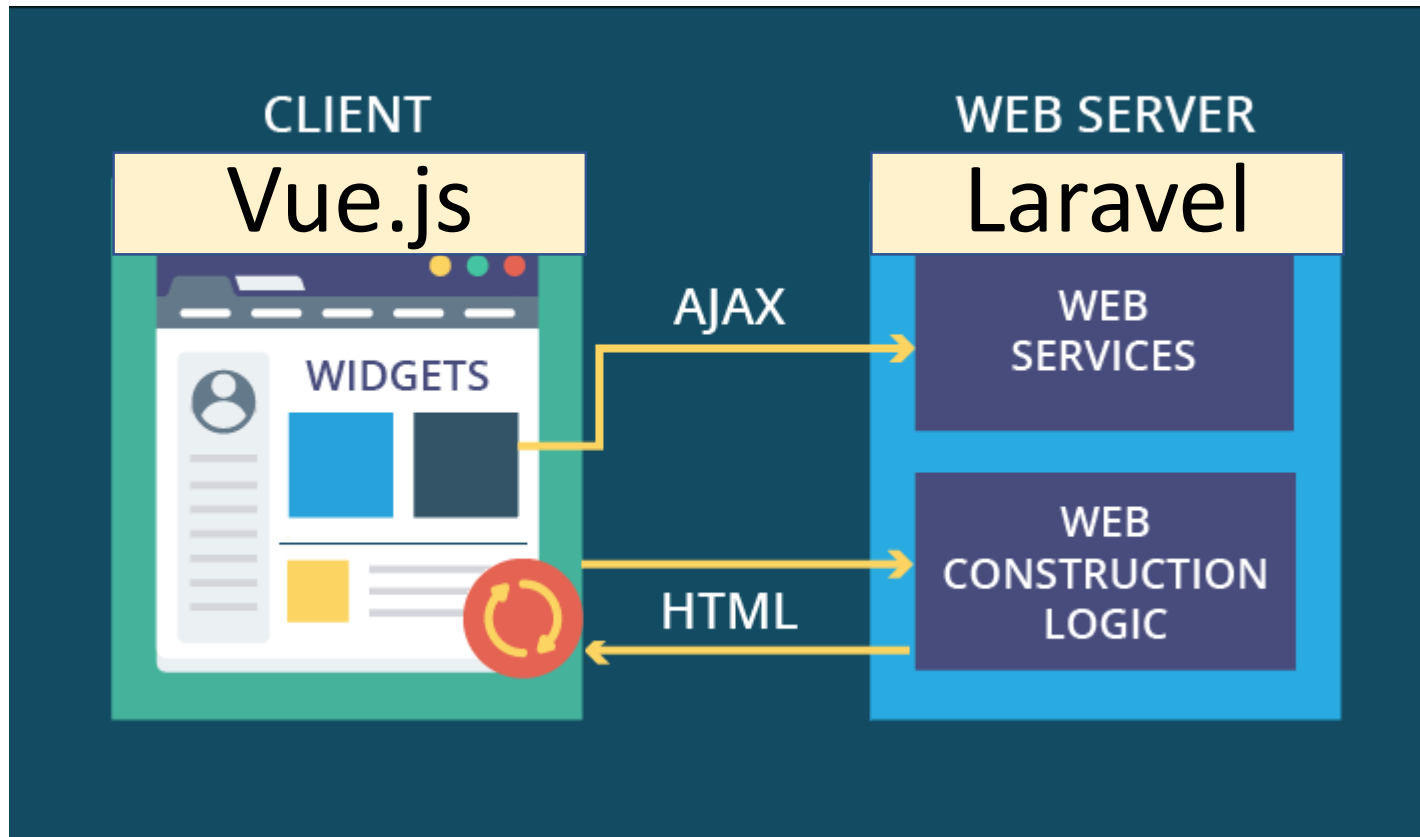 CLIENT
Vue.js
WIDGETS
AJAX
HTML
WEB SERVER
Laravel
WEB
SERVICES
WEB
CONSTRUCTION
LOGIC